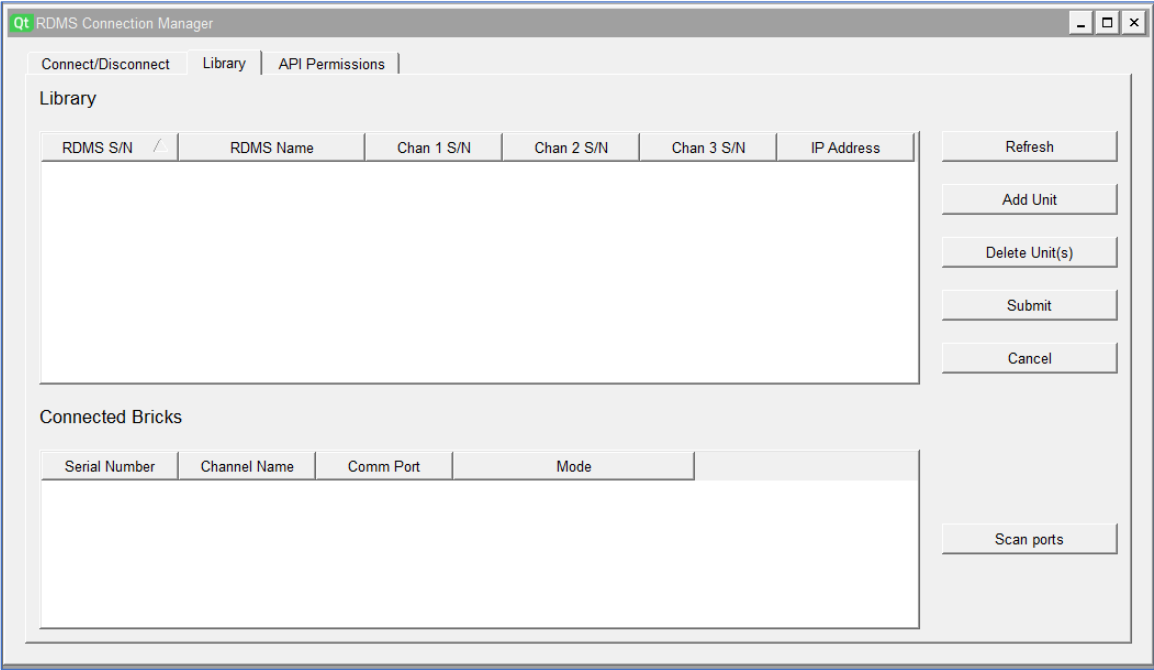 Qt RDMS Connection Manager
Connect/Disconnect Library API Permissions
Library
RDMS S/N RDMS Name Chan 1 S/N Chan 2 S/N Chan 3 S/N IP Address
Refresh
Add Unit
Delete Unit(s)
Submit
Cancel
Connected Bricks
Serial Number Channel Name Comm Port Mode
Scan ports